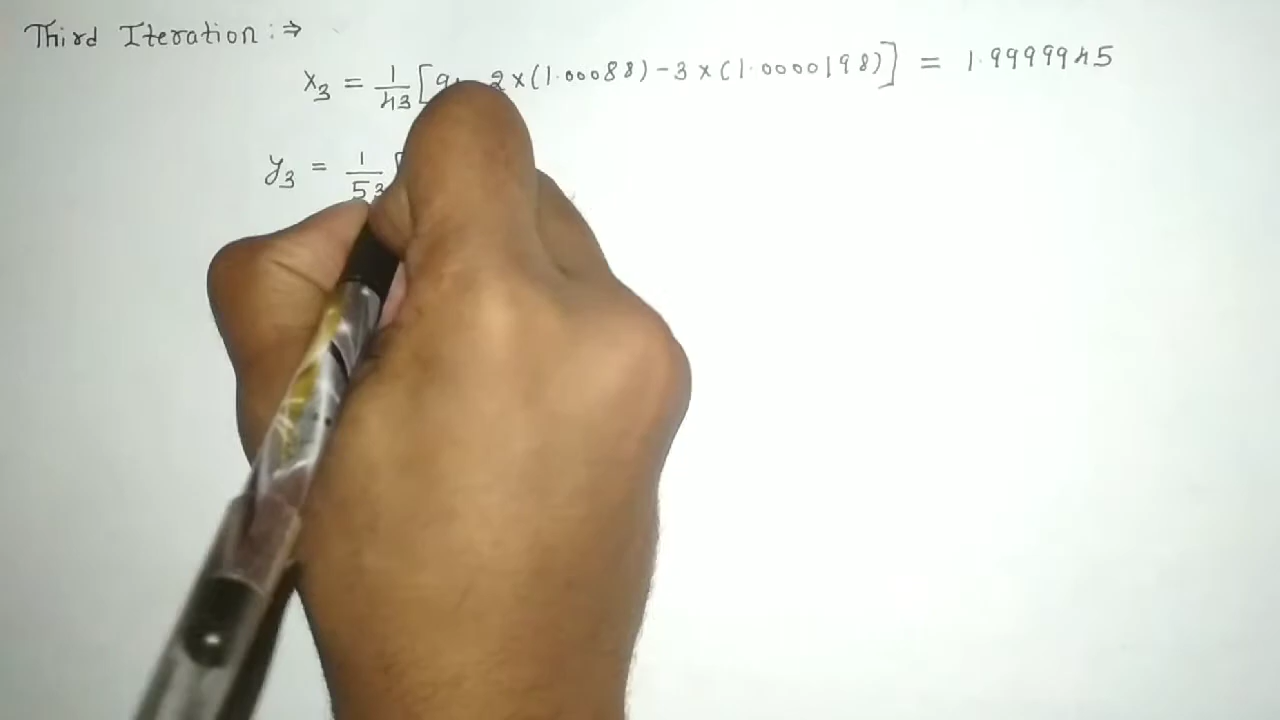 Third Iteration :⇒
x₃ = 1/43 [9 2 × (1.00088) − 3 × (1.0000198)] = 1.9999945
y₃ = 1/53 [